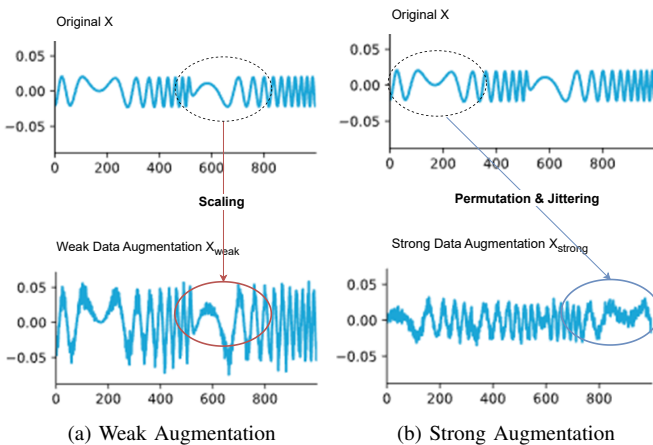 Original X
0.05
0.00
−0.05
0 200 400 600 800
Scaling
Weak Data Augmentation Xweak
0.05
0.00
−0.05
0 200 400 600 800
(a) Weak Augmentation
Original X
0.05
0.00
−0.05
0 200 400 600 800
Permutation & Jittering
Strong Data Augmentation Xstrong
0.05
0.00
−0.05
0 200 400 600 800
(b) Strong Augmentation